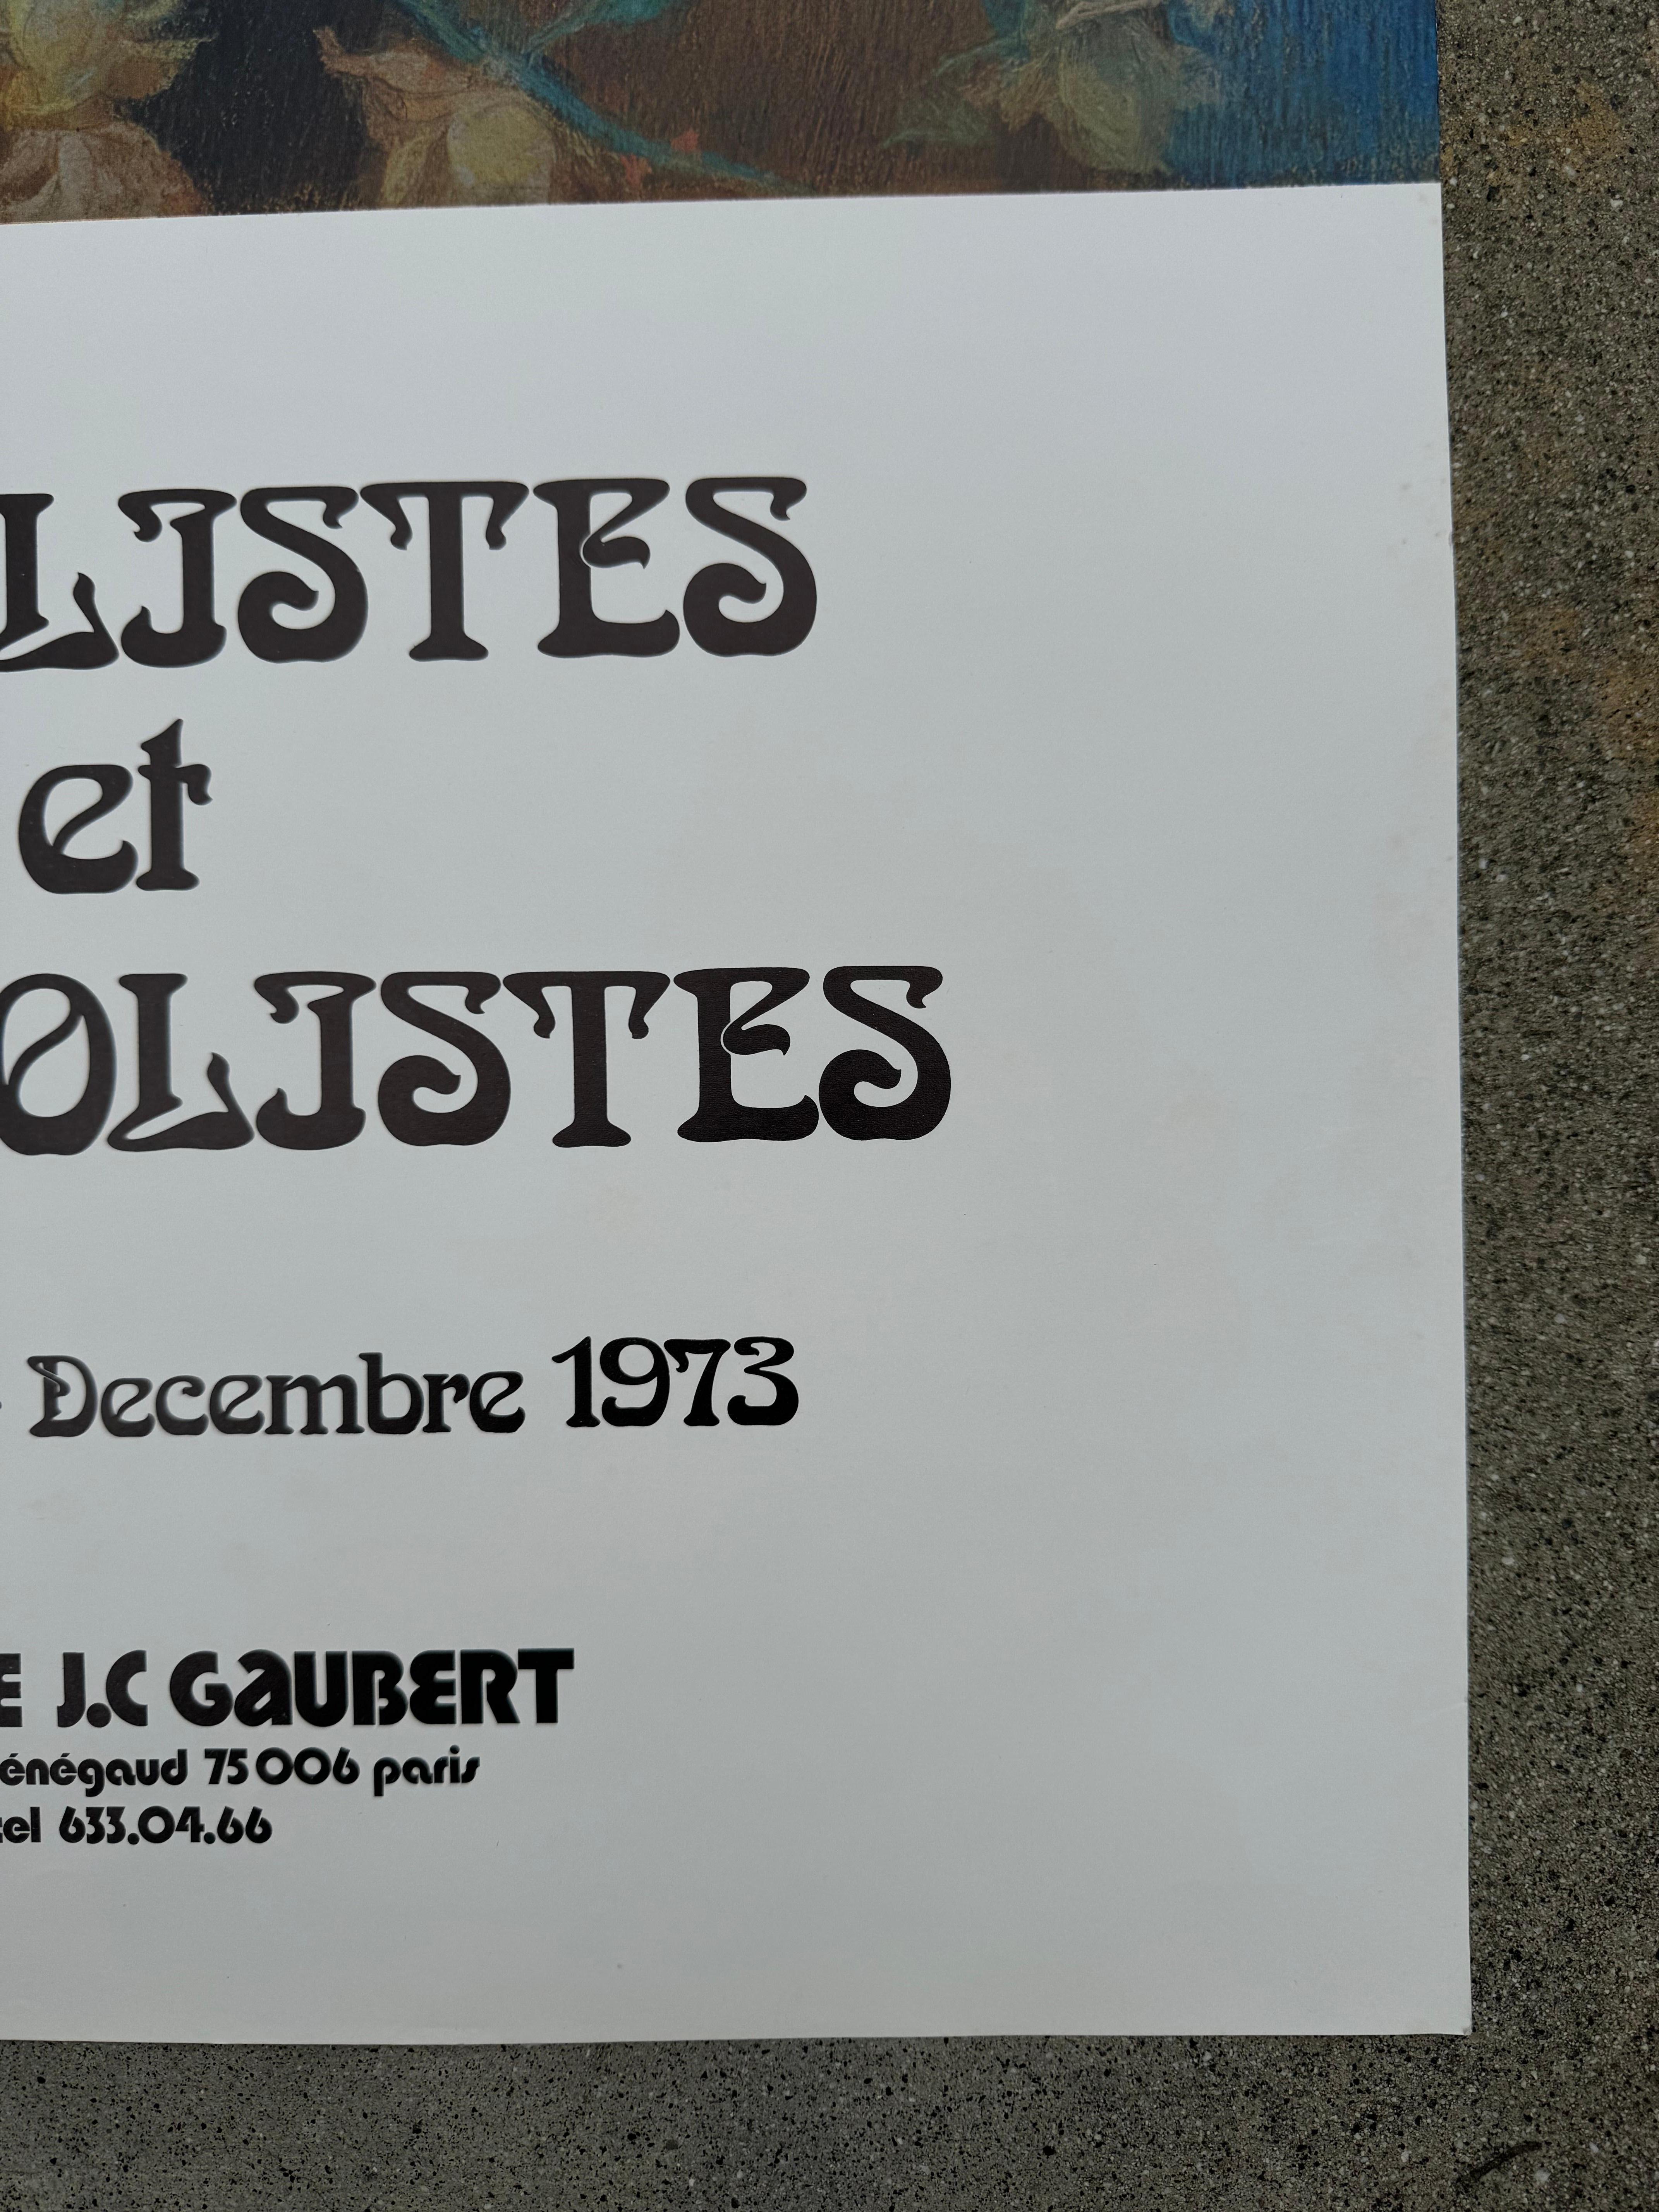 LISTES
et
OLISTES
Decembre 1973
E J.C GAUBERT
énégaud 75006 paris
tel 633.04.66